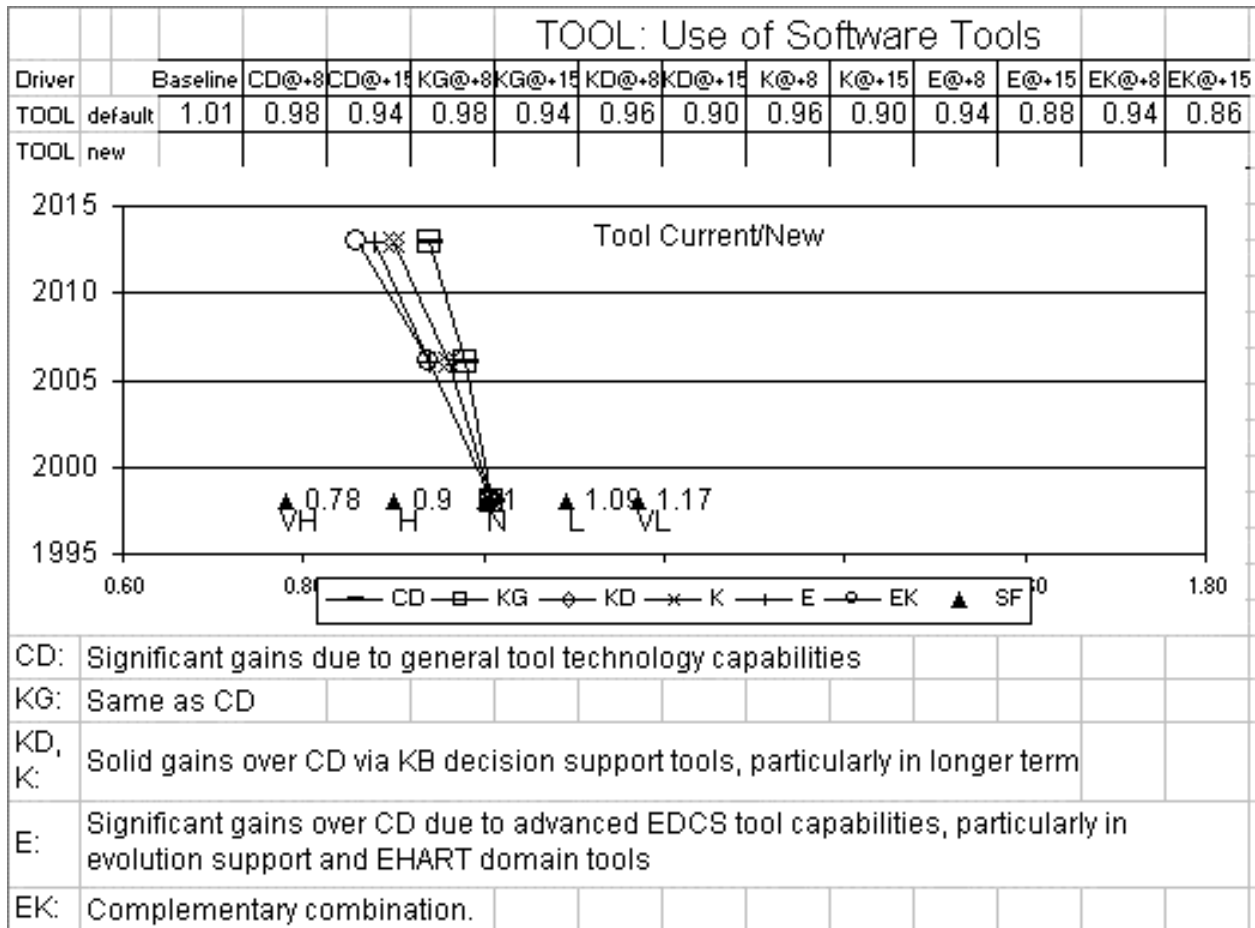 TOOL: Use of Software Tools
Driver Baseline CD@+8 CD@+15 KG@+8 KG@+15 KD@+8 KD@+15 K@+8 K@+15 E@+8 E@+15 EK@+8 EK@+15
TOOL default 1.01 0.98 0.94 0.98 0.94 0.96 0.90 0.96 0.90 0.94 0.88 0.94 0.86
TOOL new
2015
Tool Current/New
2010
2005
2000
0.78 0.9 1 1.09 1.17
VH H N L VL
1995
0.60 0.80 1.80
CD KG KD K E EK SF
CD: Significant gains due to general tool technology capabilities
KG: Same as CD
KD, K: Solid gains over CD via KB decision support tools, particularly in longer term
E: Significant gains over CD due to advanced EDCS tool capabilities, particularly in
evolution support and EHART domain tools
EK: Complementary combination.